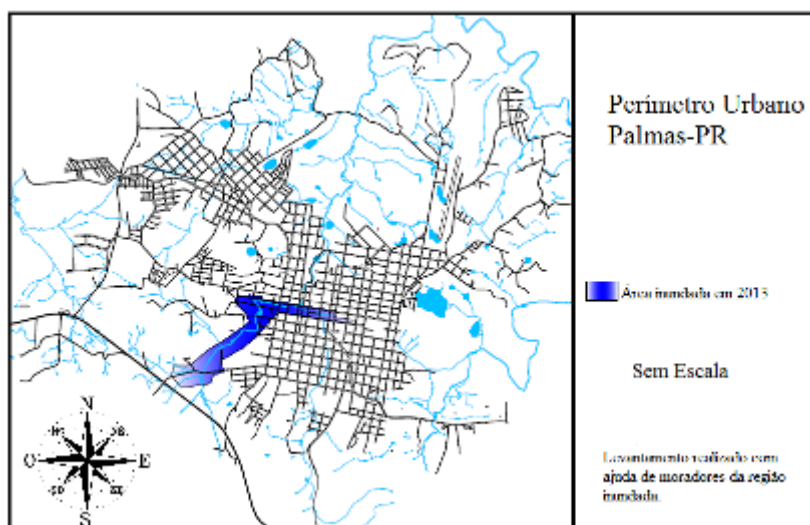 Perímetro Urbano
Palmas-PR
Área inundada em 2013
Sem Escala
Levantamento realizado com
ajuda de moradores da região
inundada.
N
O
E
S